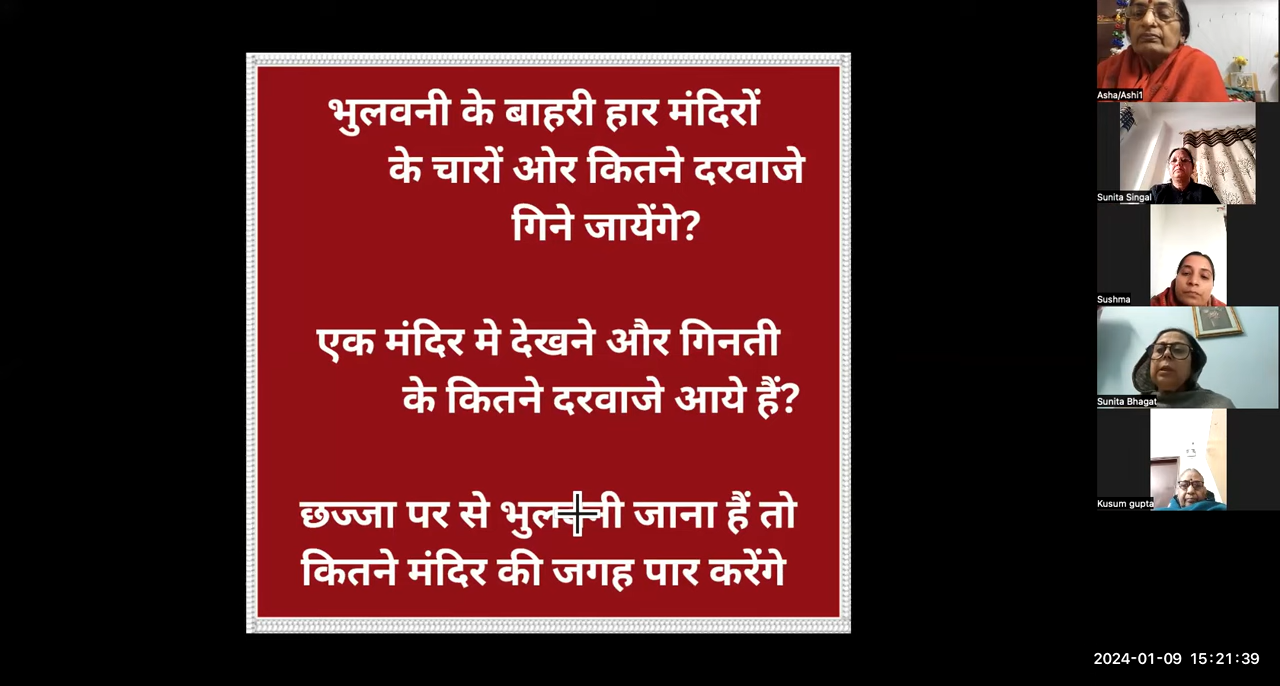 भुलवनी के बाहरी हार मंदिरों
के चारों ओर कितने दरवाजे
गिने जायेंगे?
एक मंदिर मे देखने और गिनती
के कितने दरवाजे आये हैं?
छज्जा पर से भुलवनी जाना हैं तो
कितने मंदिर की जगह पार करेंगे
Asha/Ashi1
Sunita Singal
Sushma
Sunita Bhagat
Kusum gupta
2024-01-09 15:21:39